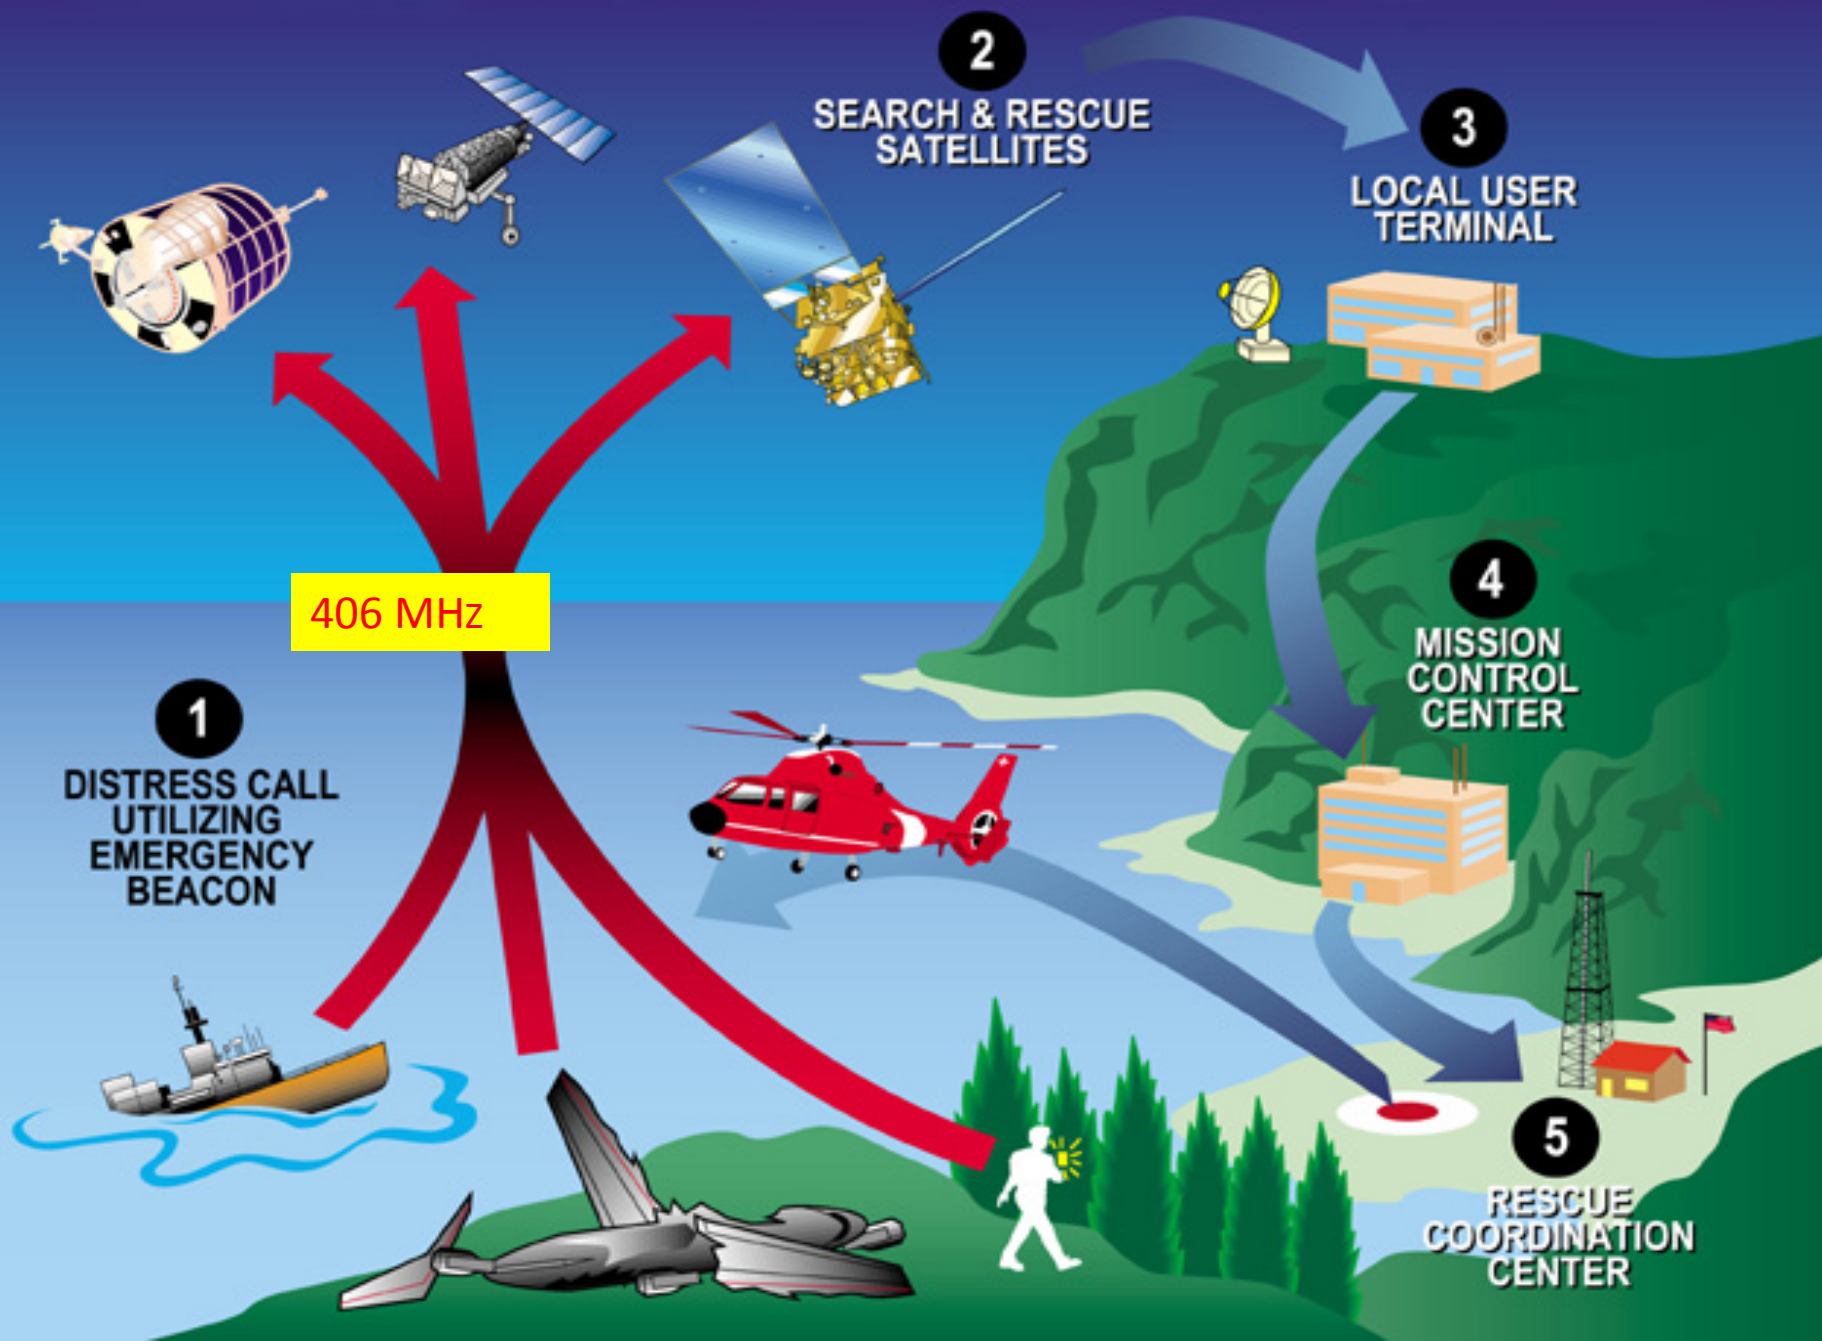 2
SEARCH & RESCUE
SATELLITES
3
LOCAL USER
TERMINAL
406 MHz
4
MISSION
CONTROL
CENTER
1
DISTRESS CALL
UTILIZING
EMERGENCY
BEACON
5
RESCUE
COORDINATION
CENTER